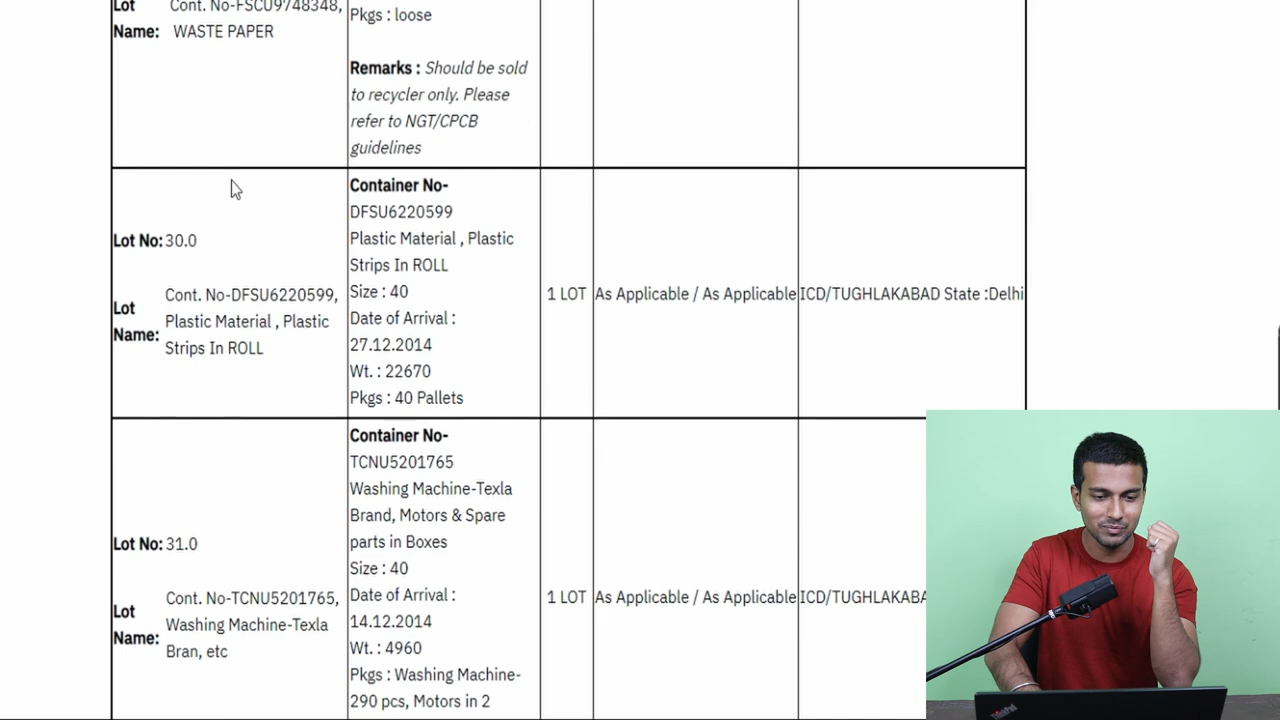 Lot Cont. No-FSCU9748348,
Name: WASTE PAPER
Pkgs : loose
Remarks : Should be sold
to recycler only. Please
refer to NGT/CPCB
guidelines
Lot No: 30.0
Lot Name:
Cont. No-DFSU6220599,
Plastic Material , Plastic
Strips In ROLL
Container No-
DFSU6220599
Plastic Material , Plastic
Strips In ROLL
Size : 40
Date of Arrival :
27.12.2014
Wt. : 22670
Pkgs : 40 Pallets
1 LOT
As Applicable / As Applicable
ICD/TUGHLAKABAD State :Delhi
Lot No: 31.0
Lot Name:
Cont. No-TCNU5201765,
Washing Machine-Texla
Bran, etc
Container No-
TCNU5201765
Washing Machine-Texla
Brand, Motors & Spare
parts in Boxes
Size : 40
Date of Arrival :
14.12.2014
Wt. : 4960
Pkgs : Washing Machine-
290 pcs, Motors in 2
1 LOT
As Applicable / As Applicable
ICD/TUGHLAKABA
ThinkPad